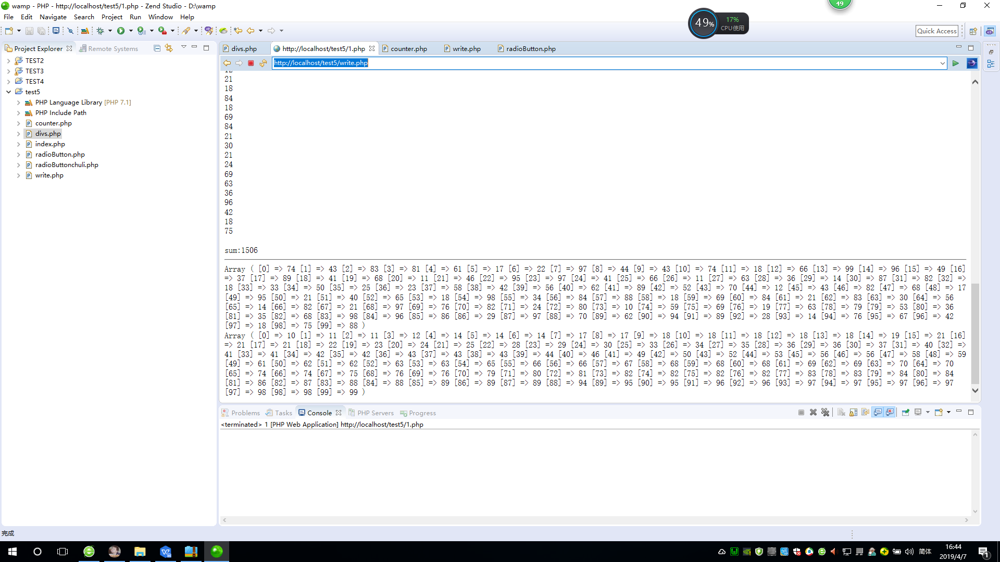 wamp - PHP - http://localhost/test5/1.php - Zend Studio - D:\wamp
49
File Edit Navigate Search Project Run Window Help
49%
17%
CPU使用
Quick Access
Project Explorer
Remote Systems
divs.php
http://localhost/test5/1.php
counter.php
write.php
radioButton.php
http://localhost/test5/write.php
TEST2
TEST3
TEST4
test5
PHP Language Library [PHP 7.1]
PHP Include Path
counter.php
divs.php
index.php
radioButton.php
radioButtonchuli.php
write.php
12
21
18
84
18
69
84
21
30
21
24
69
63
36
96
42
18
75
sum:1506
Array ( [0] => 74 [1] => 43 [2] => 83 [3] => 81 [4] => 61 [5] => 17 [6] => 22 [7] => 97 [8] => 44 [9] => 43 [10] => 74 [11] => 18 [12] => 66 [13] => 99 [14] => 96 [15] => 49 [16]
=> 37 [17] => 89 [18] => 41 [19] => 68 [20] => 11 [21] => 46 [22] => 95 [23] => 97 [24] => 41 [25] => 66 [26] => 11 [27] => 63 [28] => 36 [29] => 14 [30] => 87 [31] => 82 [32] =>
18 [33] => 33 [34] => 50 [35] => 25 [36] => 23 [37] => 58 [38] => 42 [39] => 56 [40] => 62 [41] => 89 [42] => 52 [43] => 70 [44] => 12 [45] => 43 [46] => 82 [47] => 68 [48] => 17
[49] => 95 [50] => 21 [51] => 40 [52] => 65 [53] => 18 [54] => 98 [55] => 34 [56] => 84 [57] => 88 [58] => 18 [59] => 69 [60] => 84 [61] => 21 [62] => 83 [63] => 30 [64] => 56
[65] => 14 [66] => 82 [67] => 21 [68] => 97 [69] => 76 [70] => 82 [71] => 24 [72] => 80 [73] => 10 [74] => 59 [75] => 69 [76] => 19 [77] => 63 [78] => 79 [79] => 53 [80] => 36
[81] => 35 [82] => 68 [83] => 98 [84] => 96 [85] => 86 [86] => 29 [87] => 97 [88] => 70 [89] => 62 [90] => 94 [91] => 89 [92] => 28 [93] => 14 [94] => 76 [95] => 67 [96] => 42
[97] => 18 [98] => 75 [99] => 88 )
Array ( [0] => 10 [1] => 11 [2] => 11 [3] => 12 [4] => 14 [5] => 14 [6] => 14 [7] => 17 [8] => 17 [9] => 18 [10] => 18 [11] => 18 [12] => 18 [13] => 18 [14] => 19 [15] => 21 [16]
=> 21 [17] => 21 [18] => 22 [19] => 23 [20] => 24 [21] => 25 [22] => 28 [23] => 29 [24] => 30 [25] => 33 [26] => 34 [27] => 35 [28] => 36 [29] => 36 [30] => 37 [31] => 40 [32] =>
41 [33] => 41 [34] => 42 [35] => 42 [36] => 43 [37] => 43 [38] => 43 [39] => 44 [40] => 46 [41] => 49 [42] => 50 [43] => 52 [44] => 53 [45] => 56 [46] => 56 [47] => 58 [48] => 59
[49] => 61 [50] => 62 [51] => 62 [52] => 63 [53] => 63 [54] => 65 [55] => 66 [56] => 66 [57] => 67 [58] => 68 [59] => 68 [60] => 68 [61] => 69 [62] => 69 [63] => 70 [64] => 70
[65] => 74 [66] => 74 [67] => 75 [68] => 76 [69] => 76 [70] => 79 [71] => 80 [72] => 81 [73] => 82 [74] => 82 [75] => 82 [76] => 82 [77] => 83 [78] => 83 [79] => 84 [80] => 84
[81] => 86 [82] => 87 [83] => 88 [84] => 88 [85] => 89 [86] => 89 [87] => 89 [88] => 94 [89] => 95 [90] => 95 [91] => 96 [92] => 96 [93] => 97 [94] => 97 [95] => 97 [96] => 97
[97] => 98 [98] => 98 [99] => 99 )
Problems
Tasks
Console
PHP Servers
Progress
<terminated> 1 [PHP Web Application] http://localhost/test5/1.php
完成
简体
16:44
2019/4/7
1